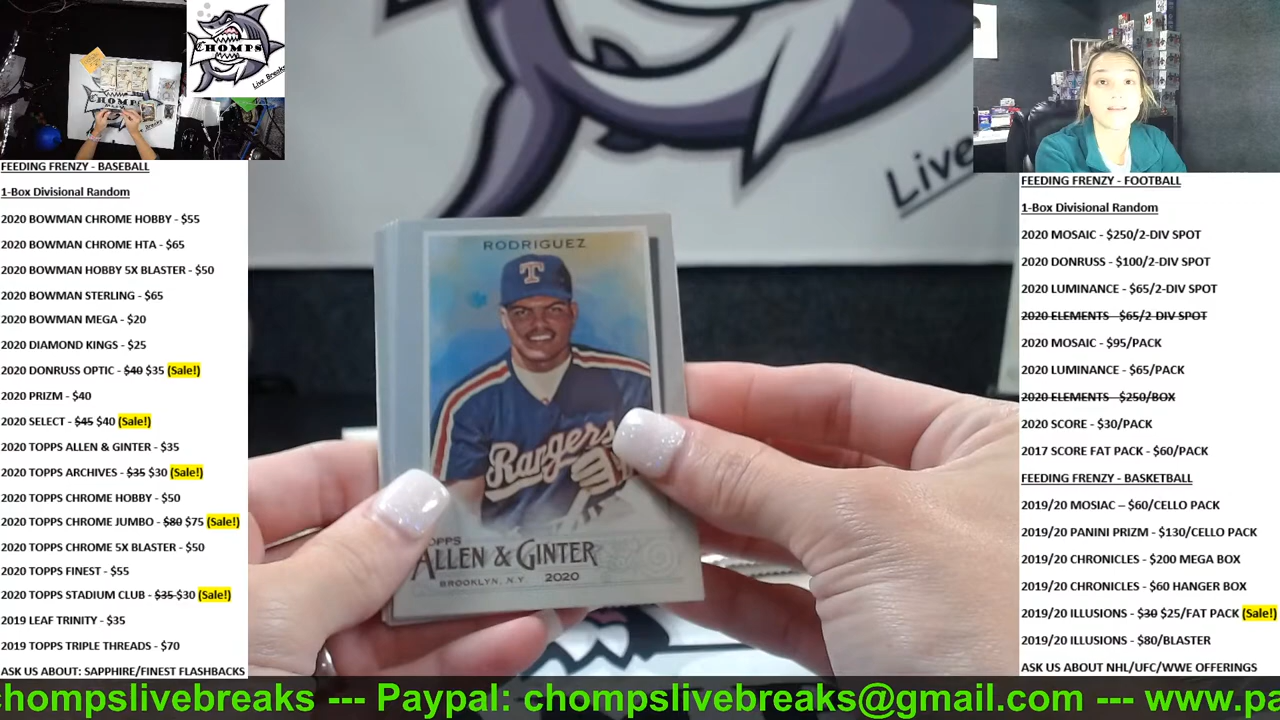 CHOMPS
Live Breaks
FEEDING FRENZY - BASEBALL
1-Box Divisional Random
2020 BOWMAN CHROME HOBBY - $55
2020 BOWMAN CHROME HTA - $65
2020 BOWMAN HOBBY 5X BLASTER - $50
2020 BOWMAN STERLING - $65
2020 BOWMAN MEGA - $20
2020 DIAMOND KINGS - $25
2020 DONRUSS OPTIC - $40 $35 (Sale!)
2020 PRIZM - $40
2020 SELECT - $45 $40 (Sale!)
2020 TOPPS ALLEN & GINTER - $35
2020 TOPPS ARCHIVES - $35 $30 (Sale!)
2020 TOPPS CHROME HOBBY - $50
2020 TOPPS CHROME JUMBO - $80 $75 (Sale!)
2020 TOPPS CHROME 5X BLASTER - $50
2020 TOPPS FINEST - $55
2020 TOPPS STADIUM CLUB - $35 $30 (Sale!)
2019 LEAF TRINITY - $35
2019 TOPPS TRIPLE THREADS - $70
ASK US ABOUT: SAPPHIRE/FINEST FLASHBACKS
Live
RODRIGUEZ
T
Rangers
TOPPS
ALLEN & GINTER
BROOKLYN, N.Y 2020
FEEDING FRENZY - FOOTBALL
1-Box Divisional Random
2020 MOSAIC - $250/2-DIV SPOT
2020 DONRUSS - $100/2-DIV SPOT
2020 LUMINANCE - $65/2-DIV SPOT
2020 ELEMENTS - $65/2-DIV SPOT
2020 MOSAIC - $95/PACK
2020 LUMINANCE - $65/PACK
2020 ELEMENTS - $250/BOX
2020 SCORE - $30/PACK
2017 SCORE FAT PACK - $60/PACK
FEEDING FRENZY - BASKETBALL
2019/20 MOSIAC – $60/CELLO PACK
2019/20 PANINI PRIZM - $130/CELLO PACK
2019/20 CHRONICLES - $200 MEGA BOX
2019/20 CHRONICLES - $60 HANGER BOX
2019/20 ILLUSIONS - $30 $25/FAT PACK (Sale!)
2019/20 ILLUSIONS - $80/BLASTER
ASK US ABOUT NHL/UFC/WWE OFFERINGS
chompslivebreaks --- Paypal: chompslivebreaks@gmail.com --- www.pa